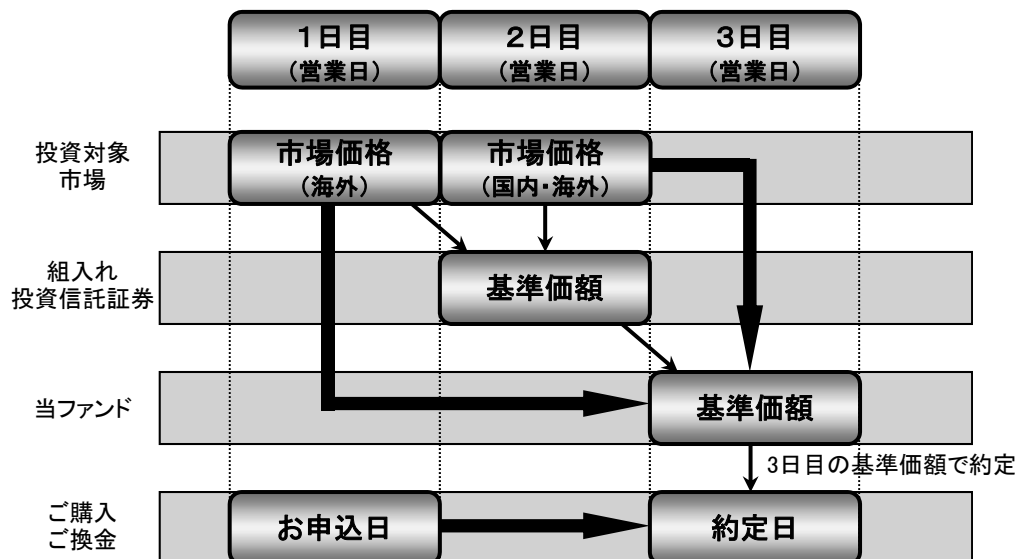 1日目
(営業日)
2日目
(営業日)
3日目
(営業日)
投資対象
市場
市場価格
(海外)
市場価格
(国内・海外)
組入れ
投資信託証券
基準価額
当ファンド
基準価額
3日目の基準価額で約定
ご購入
ご換金
お申込日
約定日